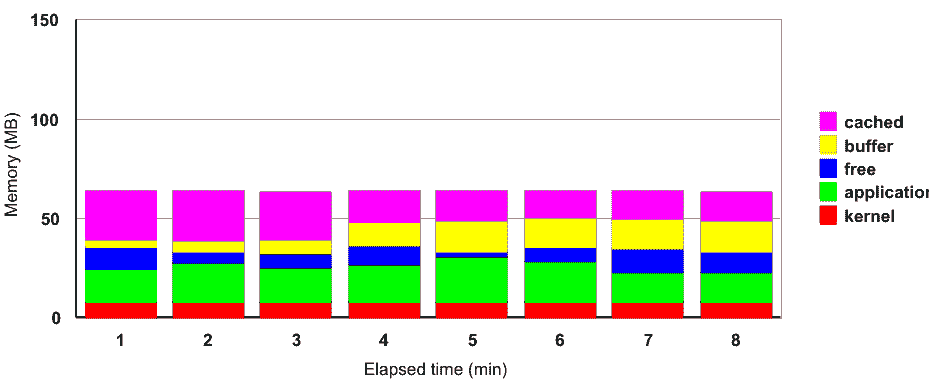 150
100
50
0
Memory (MB)
1 2 3 4 5 6 7 8
Elapsed time (min)
cached
buffer
free
application
kernel